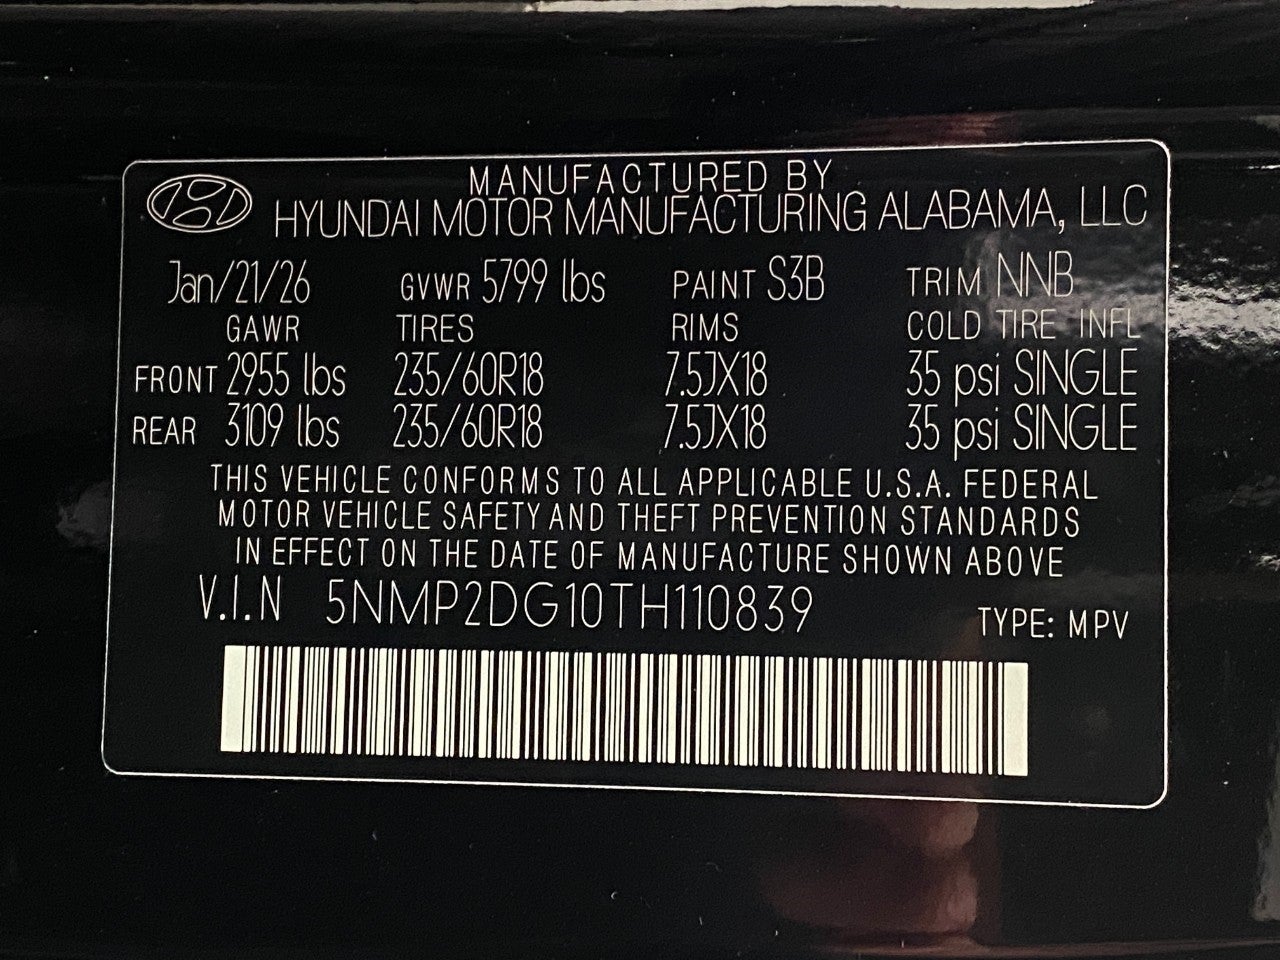 MANUFACTURED BY
HYUNDAI MOTOR MANUFACTURING ALABAMA, LLC
Jan/21/26 GVWR 5799 lbs PAINT S3B TRIM NNB
GAWR TIRES RIMS COLD TIRE INFL
FRONT 2955 lbs 235/60R18 7.5JX18 35 psi SINGLE
REAR 3109 lbs 235/60R18 7.5JX18 35 psi SINGLE
THIS VEHICLE CONFORMS TO ALL APPLICABLE U.S.A. FEDERAL
MOTOR VEHICLE SAFETY AND THEFT PREVENTION STANDARDS
IN EFFECT ON THE DATE OF MANUFACTURE SHOWN ABOVE
V.I.N 5NMP2DG10TH110839 TYPE: MPV